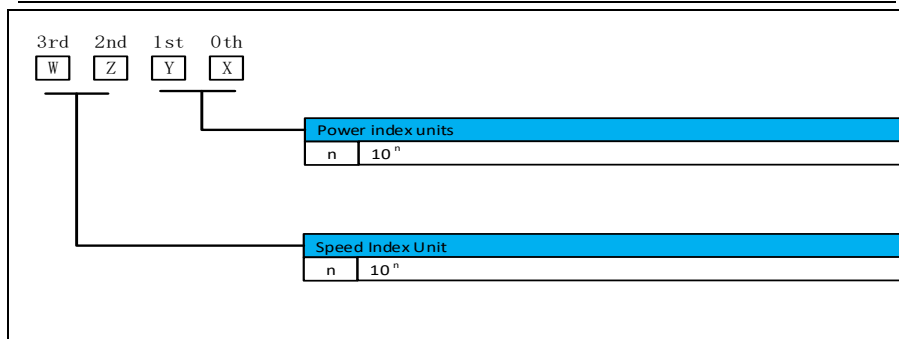 3rd 2nd 1st 0th
W Z Y X
Power index units
n 10ⁿ
Speed Index Unit
n 10ⁿ